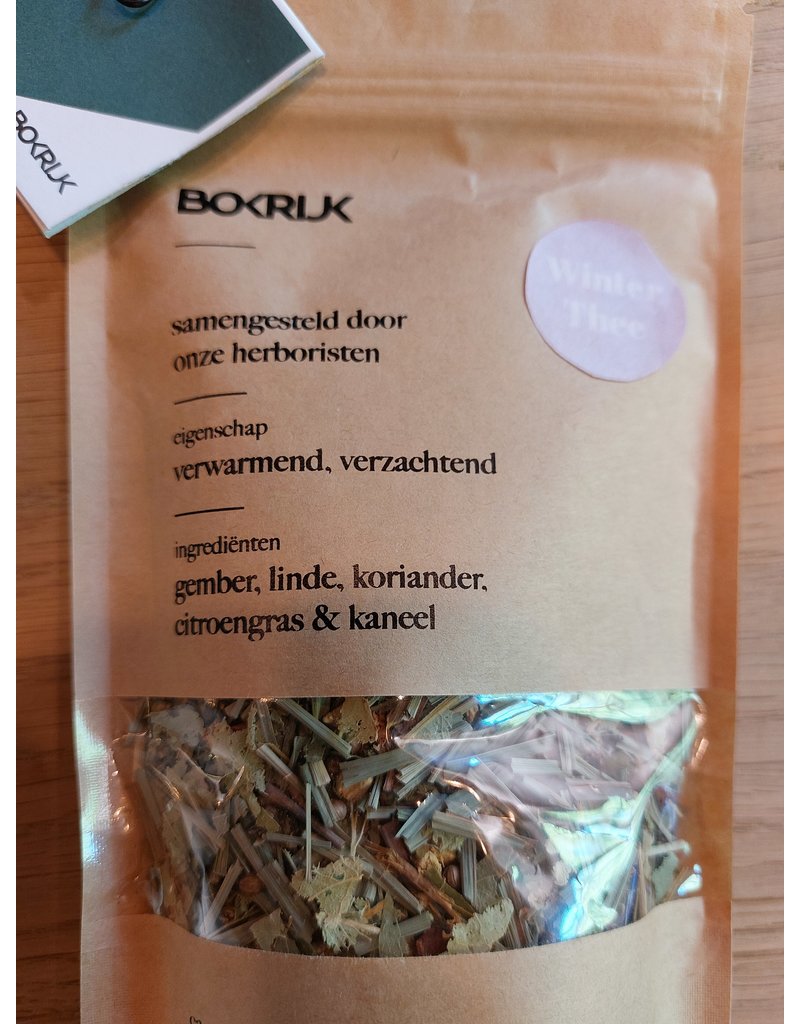 BOKRIJK
BOKRIJK
Winter
Thee
samengesteld door
onze herboristen
eigenschap
verwarmend, verzachtend
ingrediënten
gember, linde, koriander,
citroengras & kaneel